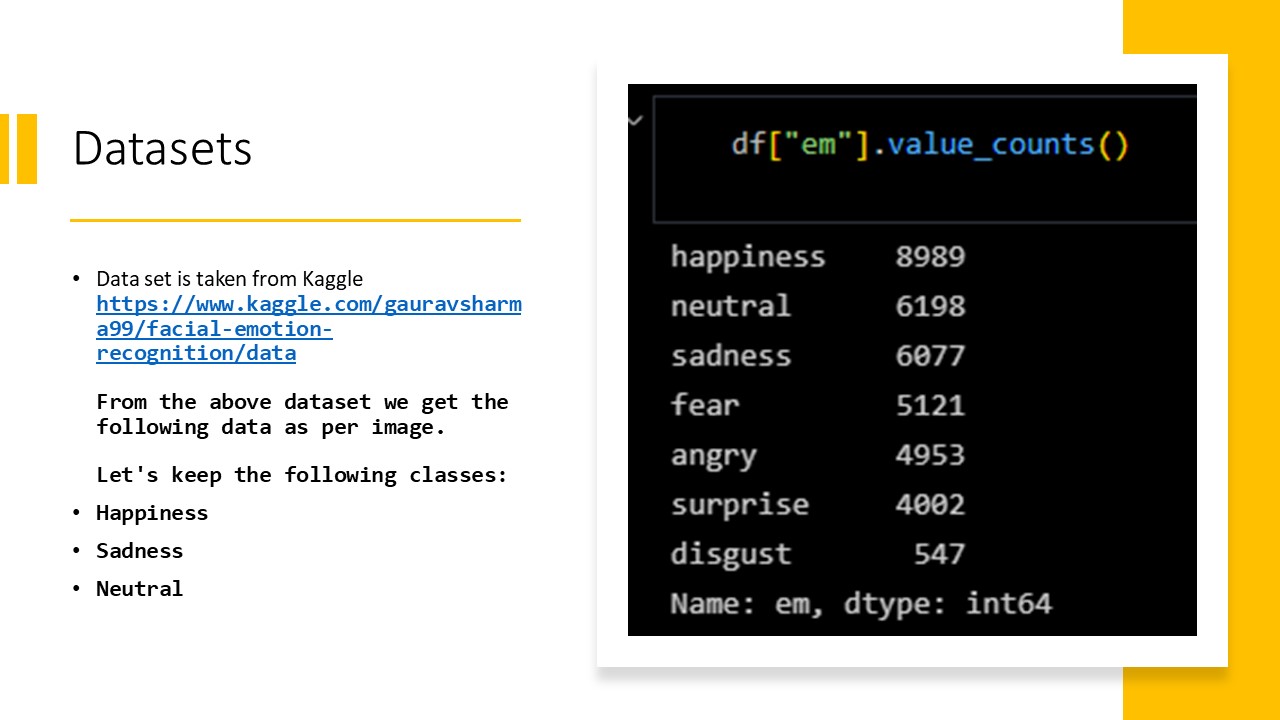 Datasets
• Data set is taken from Kaggle
https://www.kaggle.com/gauravsharm
a99/facial-emotion-
recognition/data
From the above dataset we get the
following data as per image.
Let's keep the following classes:
• Happiness
• Sadness
• Neutral
df["em"].value_counts()
happiness 8989
neutral 6198
sadness 6077
fear 5121
angry 4953
surprise 4002
disgust 547
Name: em, dtype: int64